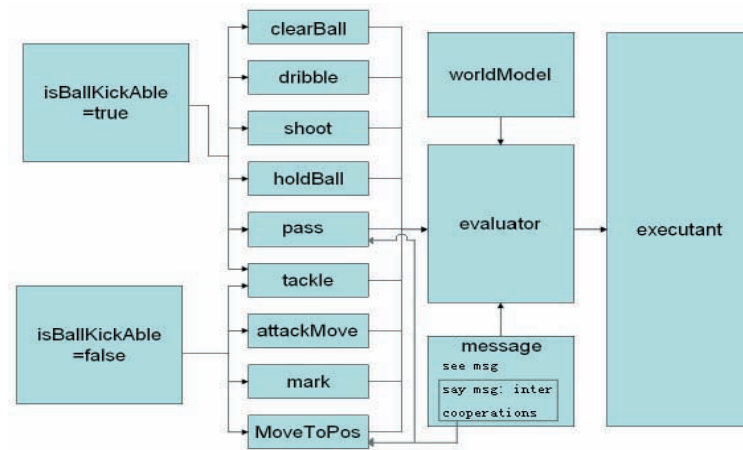 isBallKickAble
=true
isBallKickAble
=false
clearBall
dribble
shoot
holdBall
pass
tackle
attackMove
mark
MoveToPos
worldModel
evaluator
message
see msg
say msg: inter
cooperations
executant